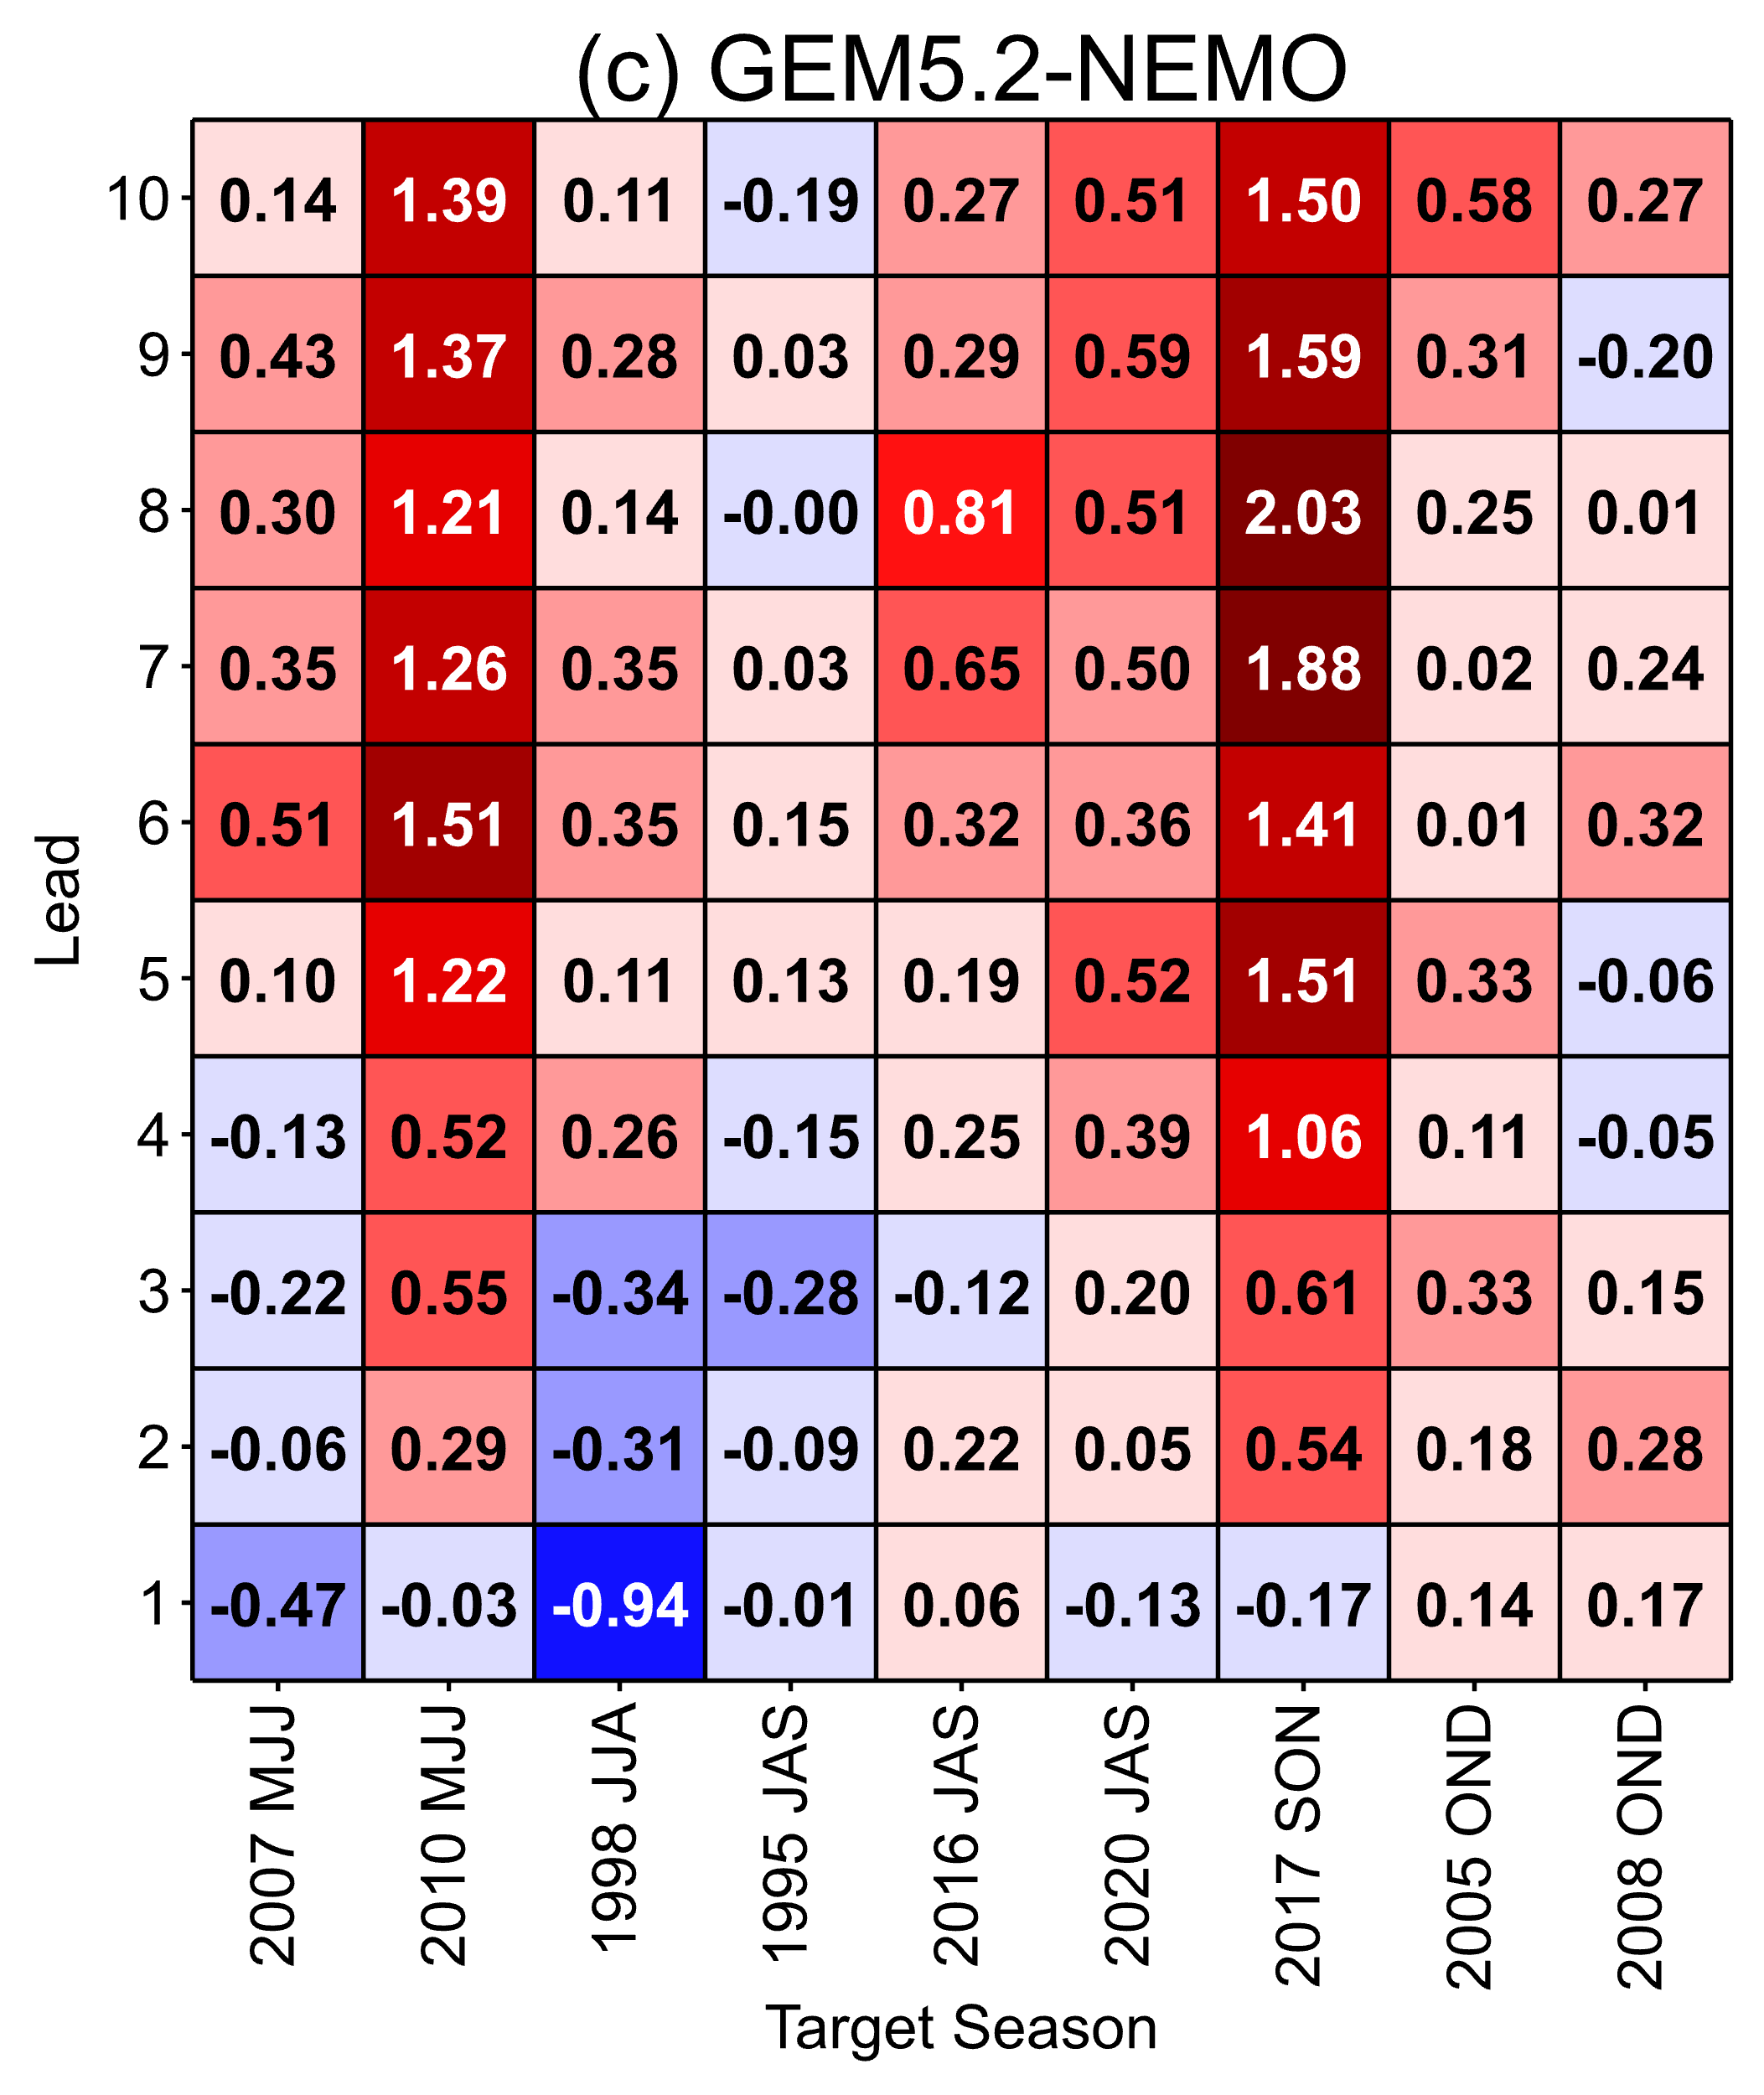 (c) GEM5.2-NEMO
10 0.14 1.39 0.11 -0.19 0.27 0.51 1.50 0.58 0.27
9 0.43 1.37 0.28 0.03 0.29 0.59 1.59 0.31 -0.20
8 0.30 1.21 0.14 -0.00 0.81 0.51 2.03 0.25 0.01
7 0.35 1.26 0.35 0.03 0.65 0.50 1.88 0.02 0.24
6 0.51 1.51 0.35 0.15 0.32 0.36 1.41 0.01 0.32
5 0.10 1.22 0.11 0.13 0.19 0.52 1.51 0.33 -0.06
4 -0.13 0.52 0.26 -0.15 0.25 0.39 1.06 0.11 -0.05
3 -0.22 0.55 -0.34 -0.28 -0.12 0.20 0.61 0.33 0.15
2 -0.06 0.29 -0.31 -0.09 0.22 0.05 0.54 0.18 0.28
1 -0.47 -0.03 -0.94 -0.01 0.06 -0.13 -0.17 0.14 0.17
Lead
2007 MJJ
2010 MJJ
1998 JJA
1995 JAS
2016 JAS
2020 JAS
2017 SON
2005 OND
2008 OND
Target Season